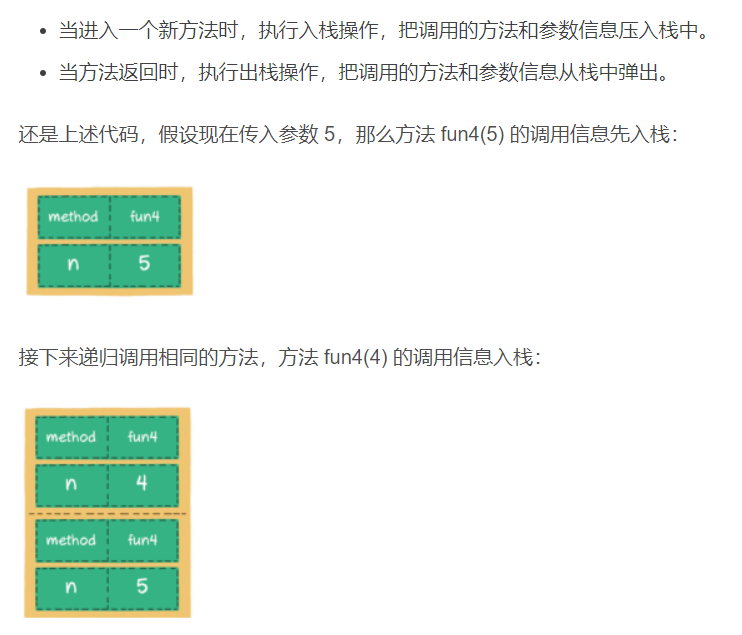 当进入一个新方法时，执行入栈操作，把调用的方法和参数信息压入栈中。
当方法返回时，执行出栈操作，把调用的方法和参数信息从栈中弹出。
还是上述代码，假设现在传入参数 5，那么方法 fun4(5) 的调用信息先入栈：
method fun4
n 5
接下来递归调用相同的方法，方法 fun4(4) 的调用信息入栈：
method fun4
n 4
method fun4
n 5